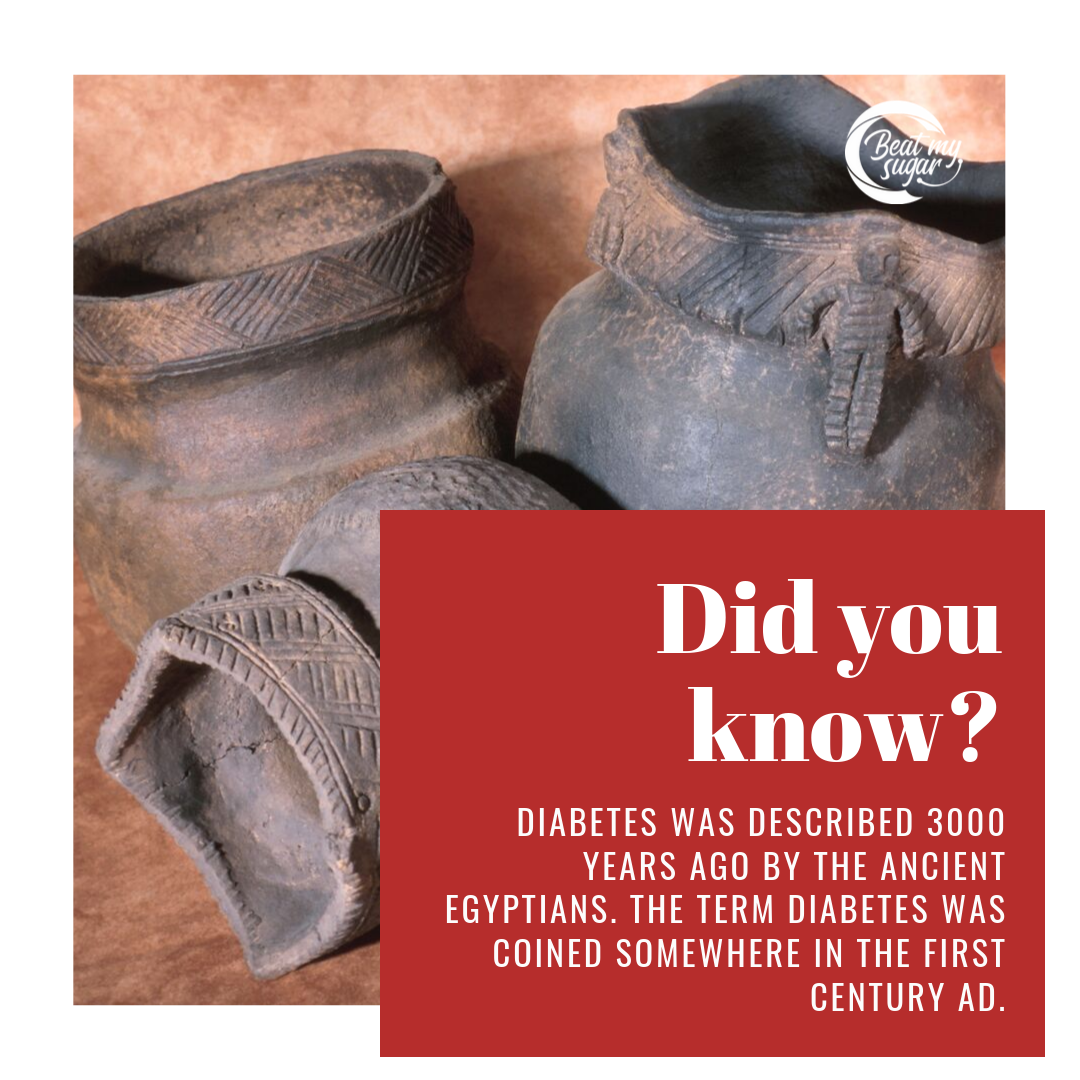 Beat my
sugar
Did you
know?
DIABETES WAS DESCRIBED 3000
YEARS AGO BY THE ANCIENT
EGYPTIANS. THE TERM DIABETES WAS
COINED SOMEWHERE IN THE FIRST
CENTURY AD.